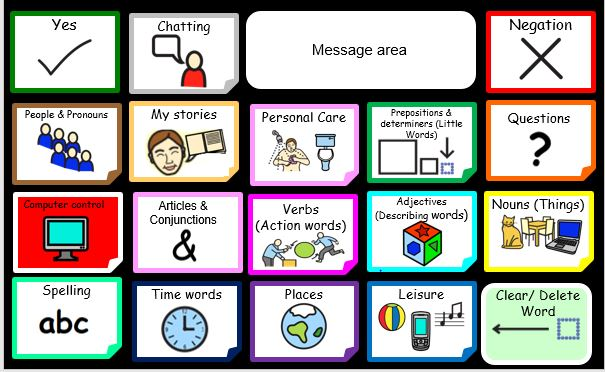 Yes
Chatting
Message area
Negation
People & Pronouns
My stories
Personal Care
Prepositions &
determiners (Little
Words)
Questions
?
Computer control
Articles &
Conjunctions
&
Verbs
(Action words)
Adjectives
(Describing words)
Nouns (Things)
Spelling
abc
Time words
Places
Leisure
Clear/ Delete
Word